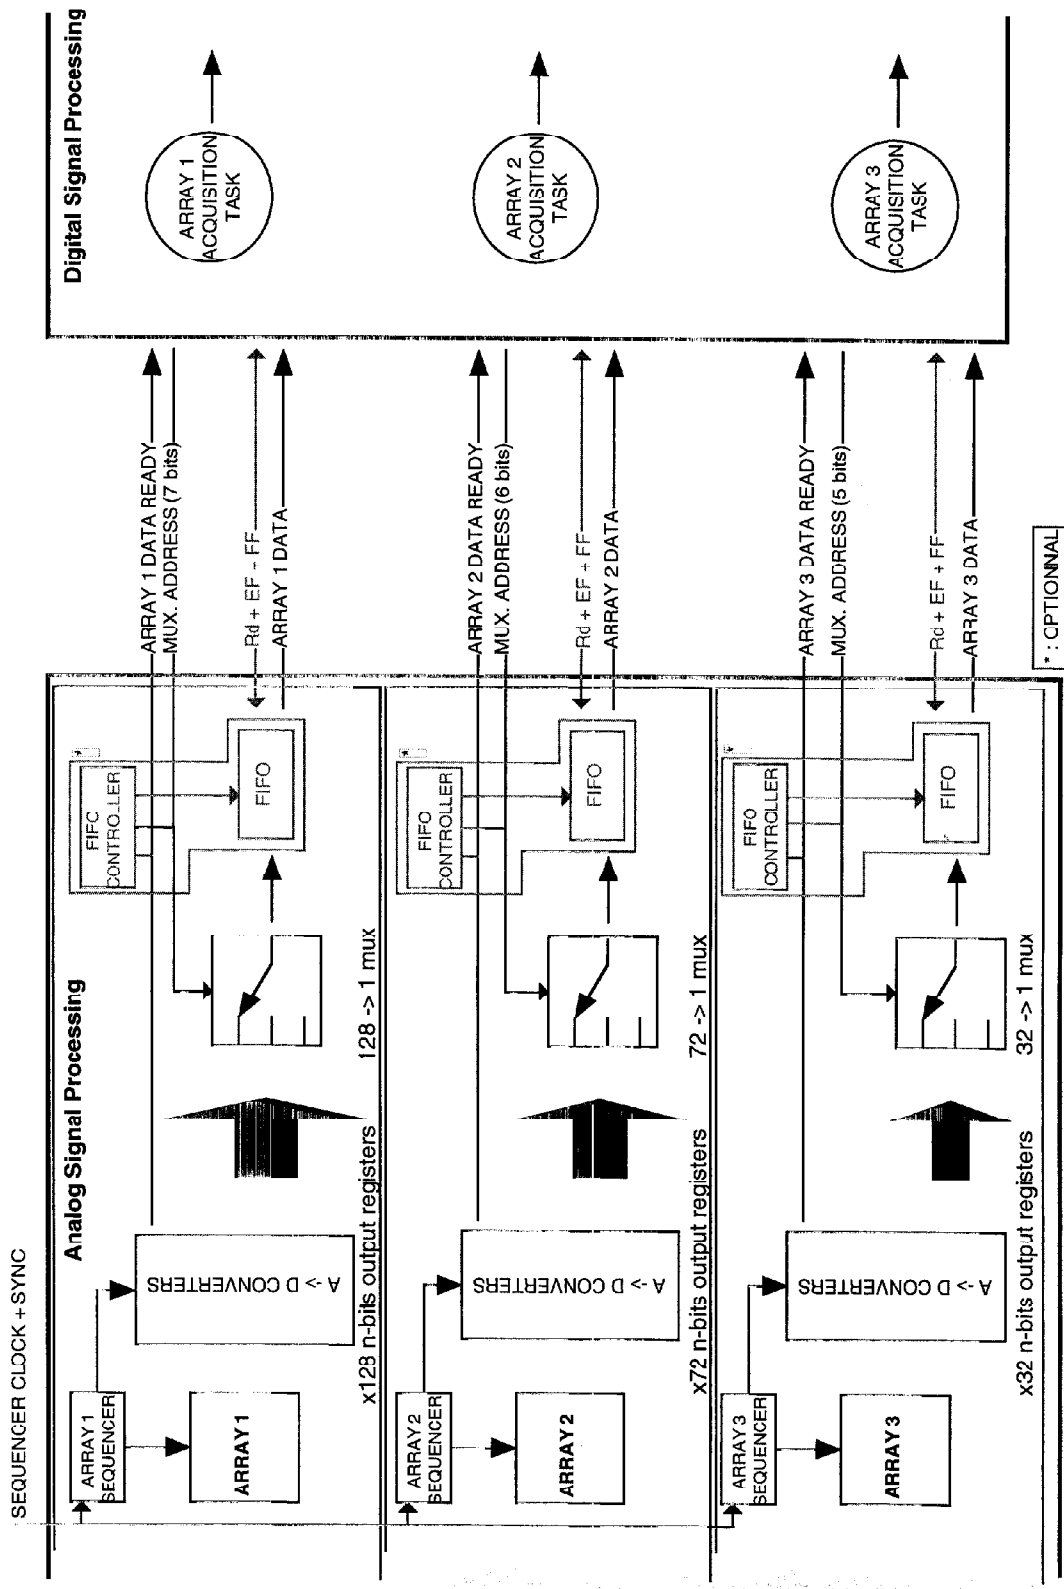 SEQUENCER CLOCK + SYNC
Analog Signal Processing
Digital Signal Processing
ARRAY 1
SEQUENCER
ARRAY 1
A -> D CONVERTERS
x128 n-bits output registers
128 -> 1 mux
FIFC
CONTROLLER
*
FIFO
ARRAY 1 DATA READY
MUX. ADDRESS (7 bits)
Rd + EF - FF
ARRAY 1 DATA
ARRAY 1
ACQUISITION
TASK
ARRAY 2
SEQUENCER
ARRAY 2
A -> D CONVERTERS
x72 n-bits output registers
72 -> 1 mux
FIFO
CONTROLLER
*
FIFO
ARRAY 2 DATA READY
MUX. ADDRESS (6 bits)
Rd + EF + FF
ARRAY 2 DATA
ARRAY 2
ACQUISITION
TASK
ARRAY 3
SEQUENCER
ARRAY 3
A -> D CONVERTERS
x32 n-bits output registers
32 -> 1 mux
FIFO
CONTROLLER
*
FIFO
ARRAY 3 DATA READY
MUX. ADDRESS (5 bits)
Rd + EF + FF
ARRAY 3 DATA
ARRAY 3
ACQUISITION
TASK
* : CPTIONNAL